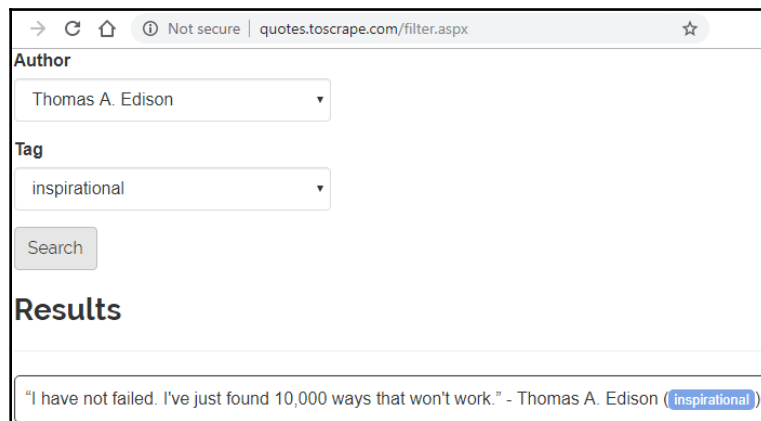 Not secure | quotes.toscrape.com/filter.aspx
Author
Thomas A. Edison
Tag
inspirational
Search
Results
“I have not failed. I've just found 10,000 ways that won't work.” - Thomas A. Edison (inspirational)